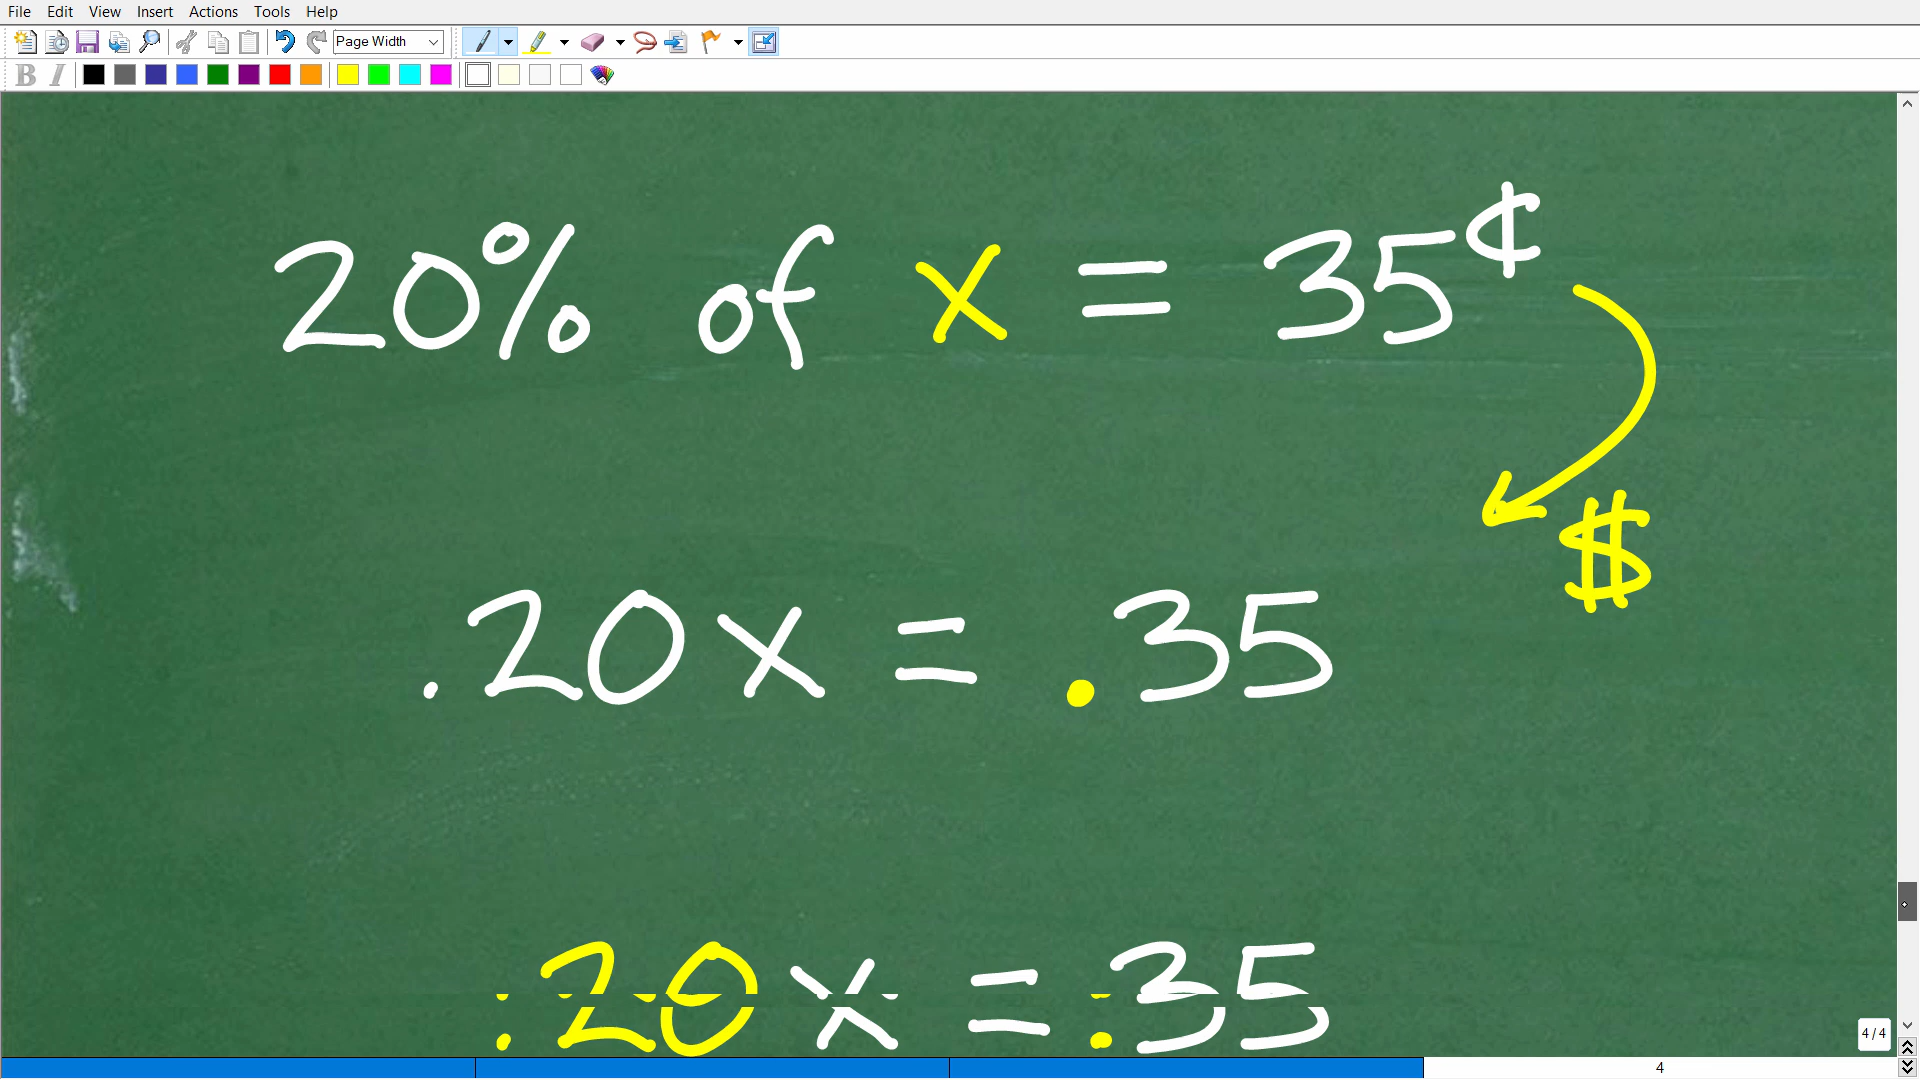 File Edit View Insert Actions Tools Help
Page Width
B I
20% of x = 35¢
$
.20x = .35
.20x = .35
4 / 4
4